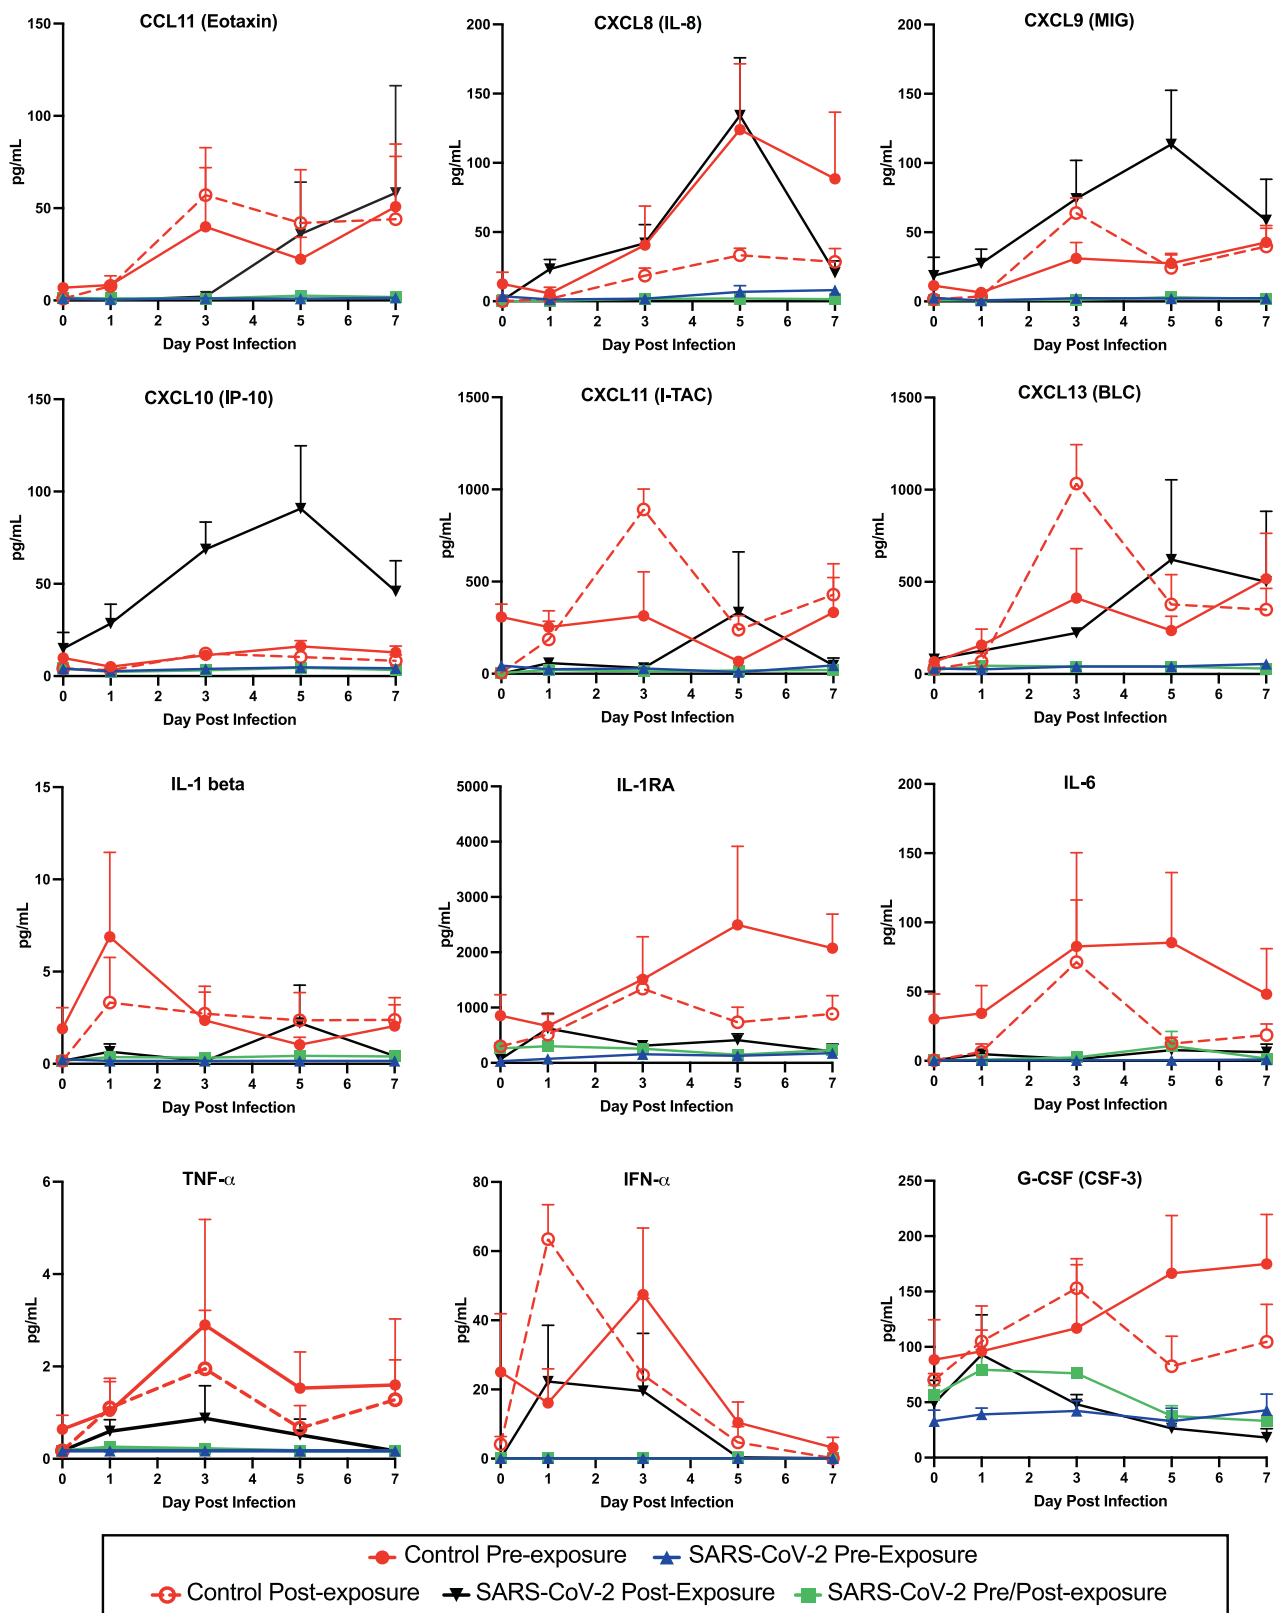 CCL11 (Eotaxin)
150
100
50
0
pg/mL
0 1 2 3 4 5 6 7
Day Post Infection
CXCL8 (IL-8)
200
150
100
50
0
pg/mL
0 1 2 3 4 5 6 7
Day Post Infection
CXCL9 (MIG)
200
150
100
50
0
pg/mL
0 1 2 3 4 5 6 7
Day Post Infection
CXCL10 (IP-10)
150
100
50
0
pg/mL
0 1 2 3 4 5 6 7
Day Post Infection
CXCL11 (I-TAC)
1500
1000
500
0
pg/mL
0 1 2 3 4 5 6 7
Day Post Infection
CXCL13 (BLC)
1500
1000
500
0
pg/mL
0 1 2 3 4 5 6 7
Day Post Infection
IL-1 beta
15
10
5
0
pg/mL
0 1 2 3 4 5 6 7
Day Post Infection
IL-1RA
5000
4000
3000
2000
1000
0
pg/mL
0 1 2 3 4 5 6 7
Day Post Infection
IL-6
200
150
100
50
0
pg/mL
0 1 2 3 4 5 6 7
Day Post Infection
TNF-α
6
4
2
0
pg/mL
0 1 2 3 4 5 6 7
Day Post Infection
IFN-α
80
60
40
20
0
pg/mL
0 1 2 3 4 5 6 7
Day Post Infection
G-CSF (CSF-3)
250
200
150
100
50
0
pg/mL
0 1 2 3 4 5 6 7
Day Post Infection
Control Pre-exposure SARS-CoV-2 Pre-Exposure
Control Post-exposure SARS-CoV-2 Post-Exposure SARS-CoV-2 Pre/Post-exposure